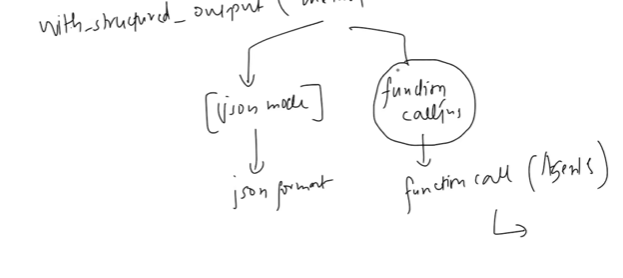 with_structured_output (
[json mode]
function
calling
json format
function call (Agents)